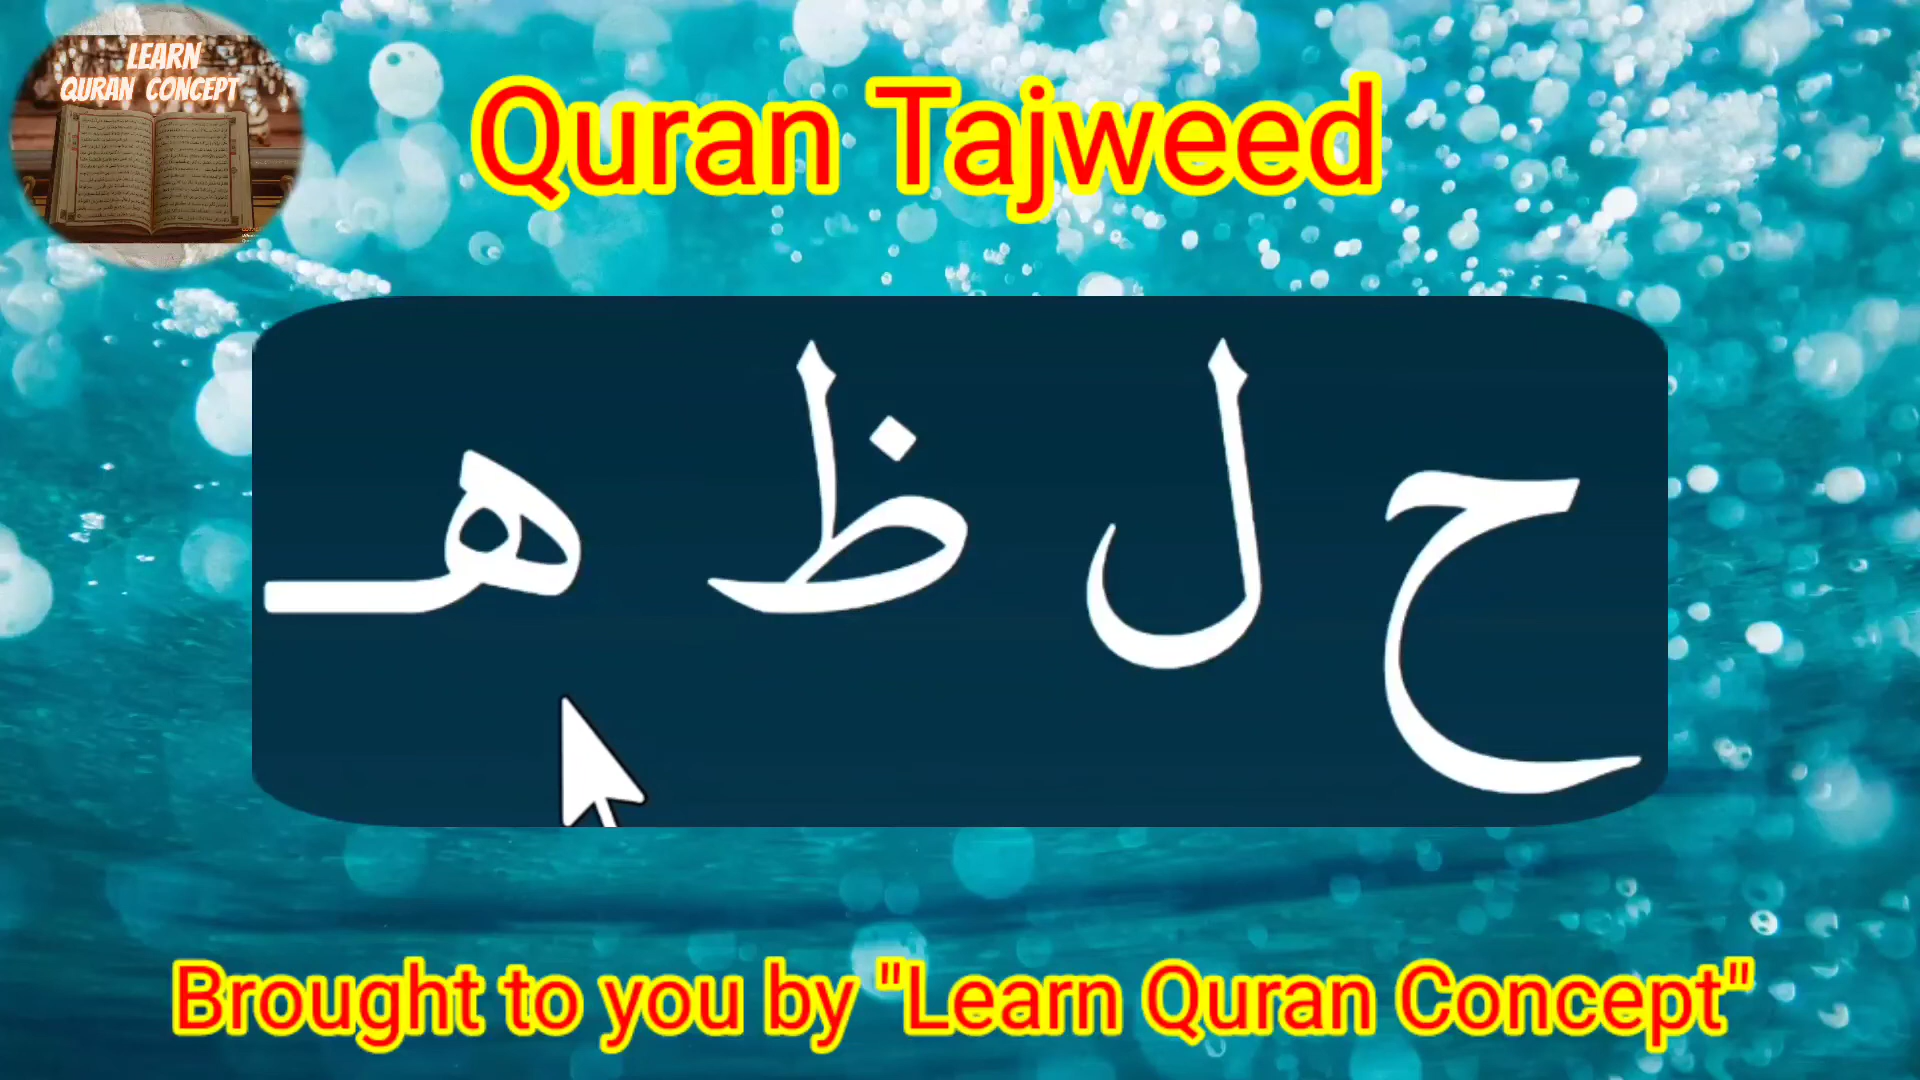 LEARN
QURAN CONCEPT
Quran Tajweed
ح ل ظ هـ
Brought to you by "Learn Quran Concept"